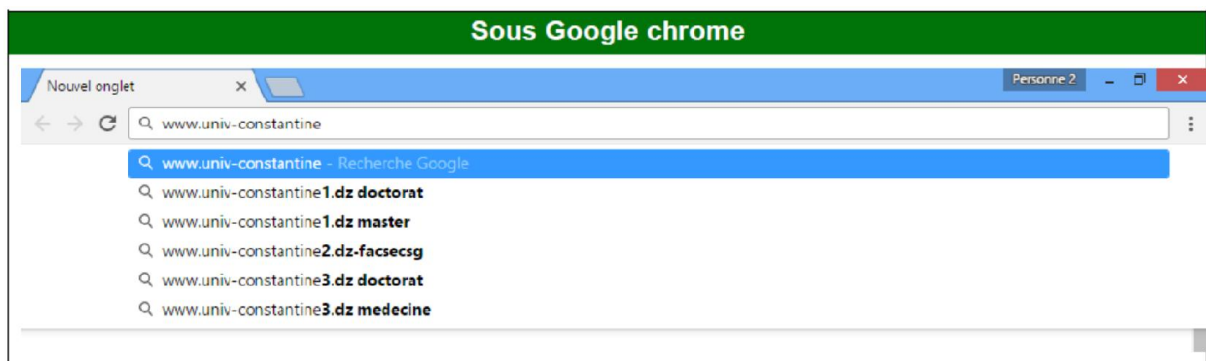 Sous Google chrome
Nouvel onglet
Personne 2
www.univ-constantine
www.univ-constantine - Recherche Google
www.univ-constantine1.dz doctorat
www.univ-constantine1.dz master
www.univ-constantine2.dz-facsecsg
www.univ-constantine3.dz doctorat
www.univ-constantine3.dz medecine